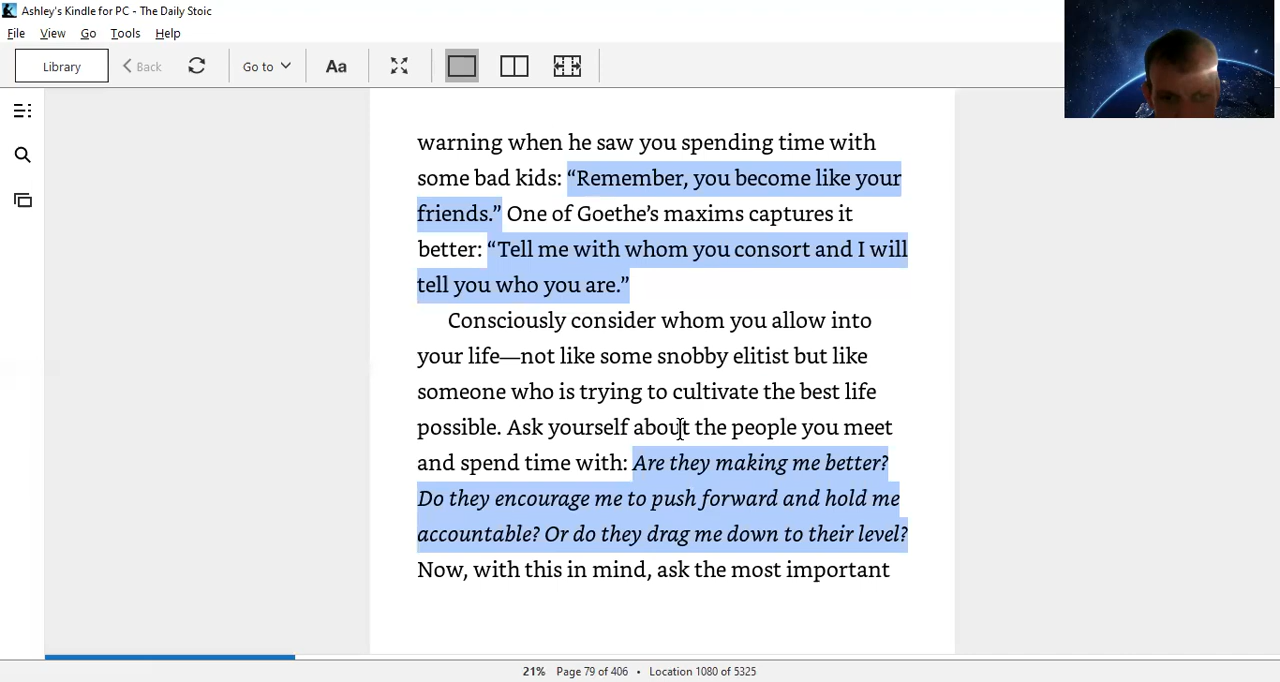 Ashley's Kindle for PC - The Daily Stoic
File View Go Tools Help
Library Back Go to Aa
warning when he saw you spending time with
some bad kids: “Remember, you become like your
friends.” One of Goethe’s maxims captures it
better: “Tell me with whom you consort and I will
tell you who you are.”
Consciously consider whom you allow into
your life—not like some snobby elitist but like
someone who is trying to cultivate the best life
possible. Ask yourself about the people you meet
and spend time with: Are they making me better?
Do they encourage me to push forward and hold me
accountable? Or do they drag me down to their level?
Now, with this in mind, ask the most important
21% Page 79 of 406 • Location 1080 of 5325